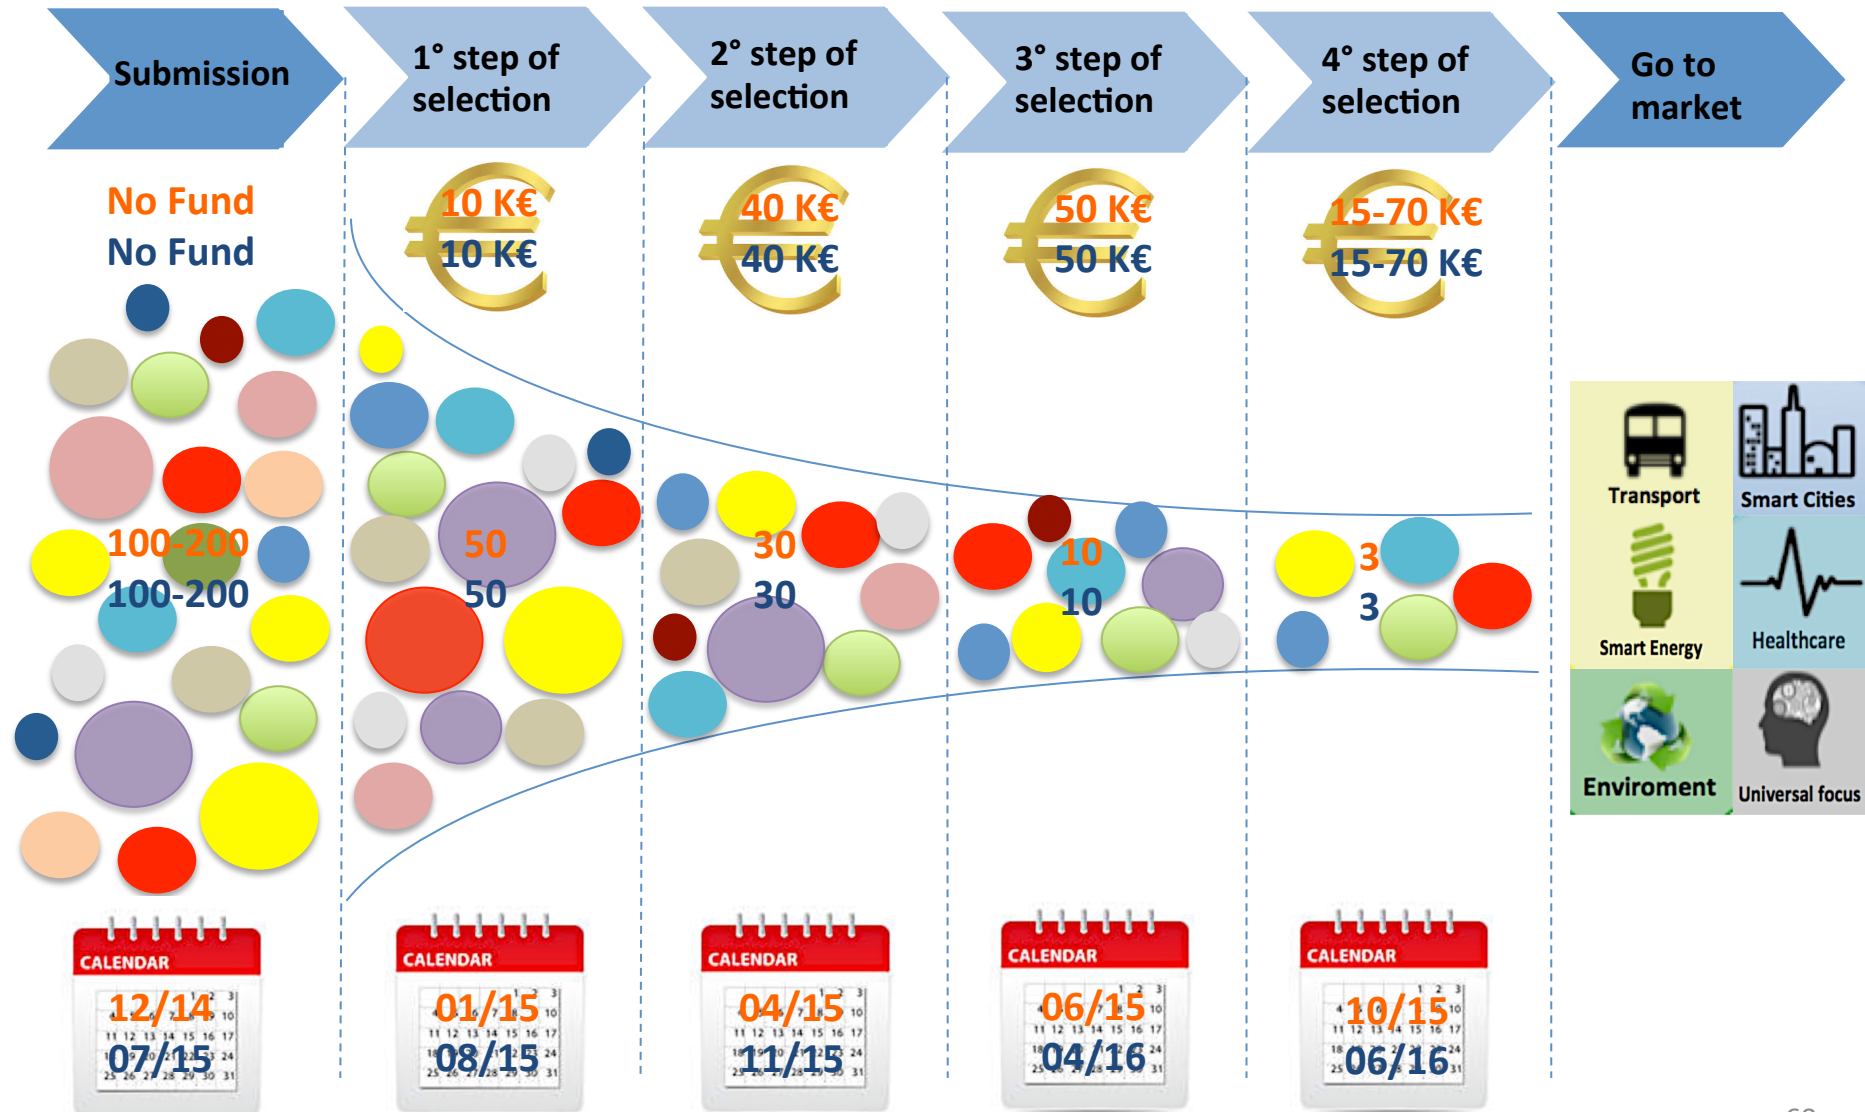 Submission
1° step of
selection
2° step of
selection
3° step of
selection
4° step of
selection
Go to
market
No Fund
No Fund
10 K€
10 K€
40 K€
40 K€
50 K€
50 K€
15-70 K€
15-70 K€
100-200
100-200
50
50
30
30
10
10
3
3
Transport
Smart Cities
Smart Energy
Healthcare
Enviroment
Universal focus
CALENDAR
12/14
07/15
CALENDAR
01/15
08/15
CALENDAR
04/15
11/15
CALENDAR
06/15
04/16
CALENDAR
10/15
06/16